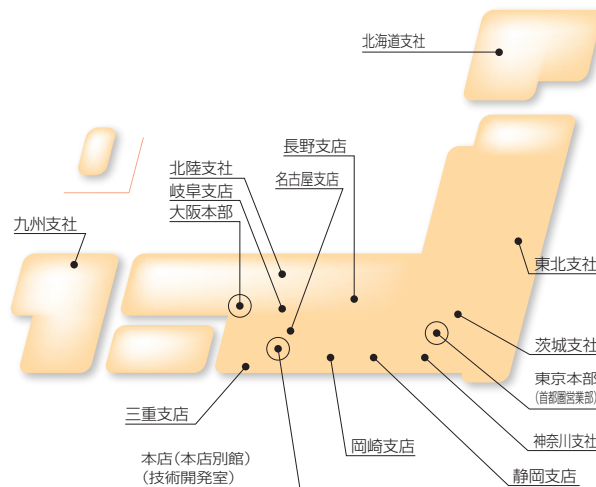 北海道支社
長野支店
北陸支社
名古屋支店
岐阜支店
大阪本部
九州支社
東北支社
茨城支社
東京本部
(首都圏営業部)
三重支店
岡崎支店
神奈川支社
本店(本店別館)
(技術開発室)
静岡支店